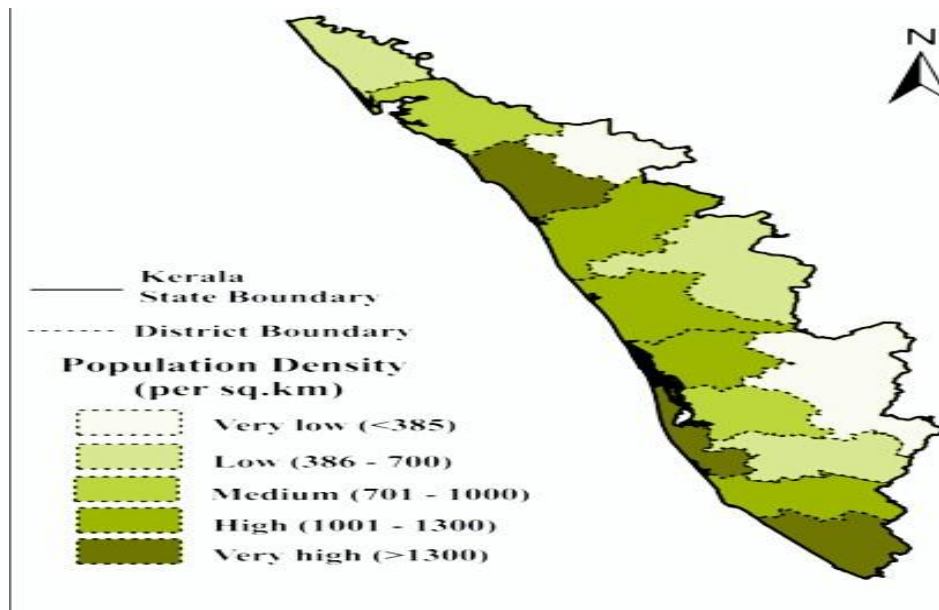 N
Kerala
State Boundary
District Boundary
Population Density
(per sq.km)
Very low (<385)
Low (386 - 700)
Medium (701 - 1000)
High (1001 - 1300)
Very high (>1300)